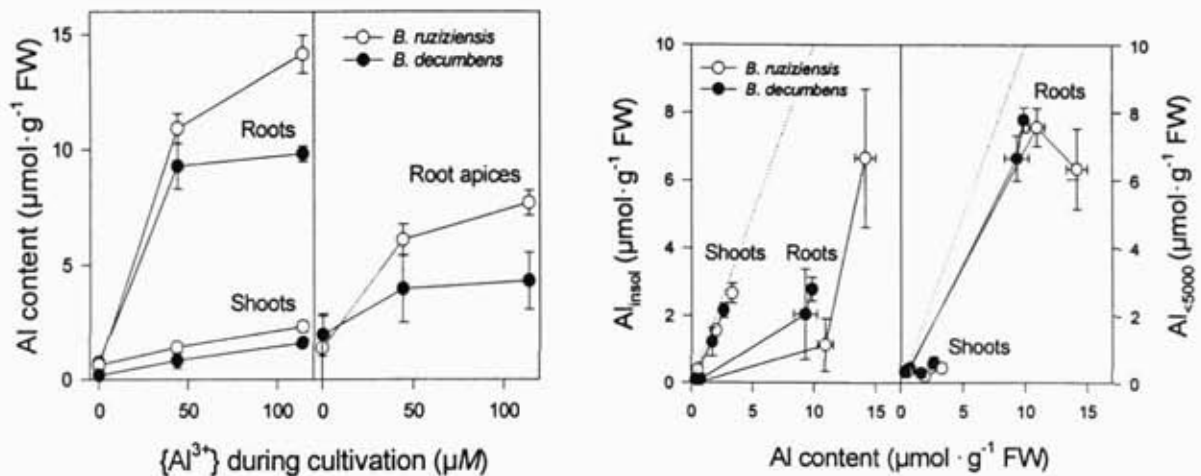 Al content (µmol·g⁻¹ FW)
15
10
5
0
B. ruziziensis
B. decumbens
Roots
Root apices
Shoots
0 50 100 0 50 100
{Al³⁺} during cultivation (µM)
Al_insol (µmol·g⁻¹ FW)
10
8
6
4
2
0
B. ruziziensis
B. decumbens
Shoots Roots
Roots
Shoots
10
8
6
4
2
0
Al_<5000 (µmol·g⁻¹ FW)
0 5 10 15 0 5 10 15
Al content (µmol · g⁻¹ FW)